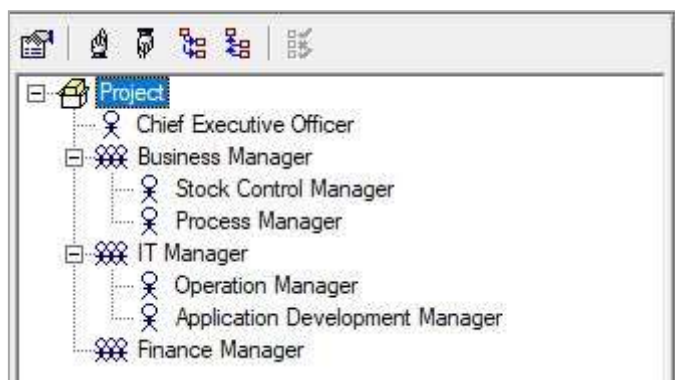 Project
Chief Executive Officer
Business Manager
Stock Control Manager
Process Manager
IT Manager
Operation Manager
Application Development Manager
Finance Manager